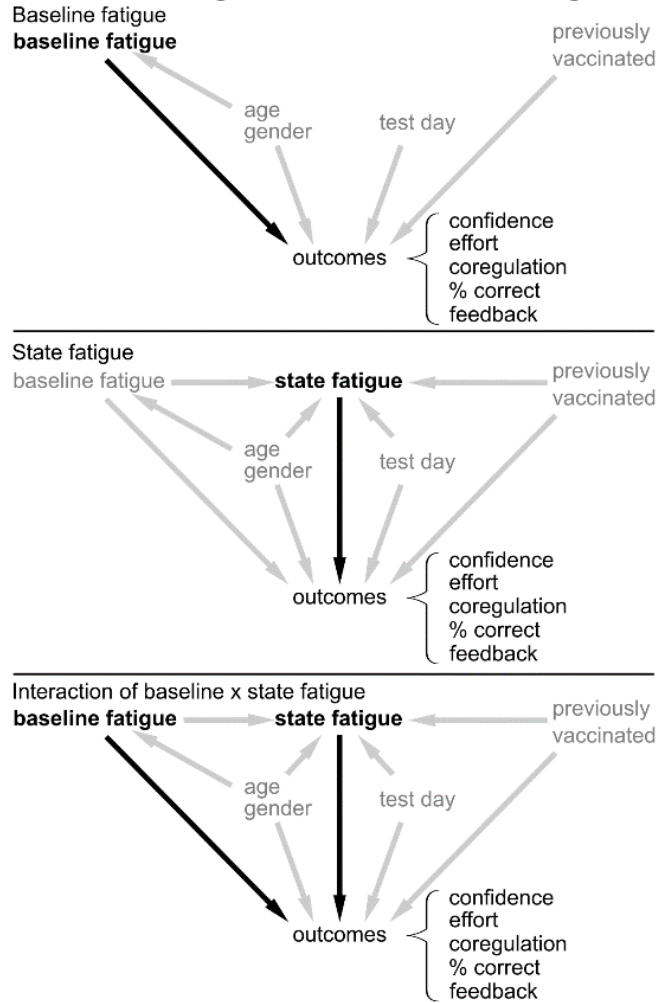 Baseline fatigue
baseline fatigue
previously
vaccinated
age
gender
test day
outcomes
confidence
effort
coregulation
% correct
feedback
State fatigue
baseline fatigue
state fatigue
previously
vaccinated
age
gender
test day
outcomes
confidence
effort
coregulation
% correct
feedback
Interaction of baseline x state fatigue
baseline fatigue
state fatigue
previously
vaccinated
age
gender
test day
outcomes
confidence
effort
coregulation
% correct
feedback